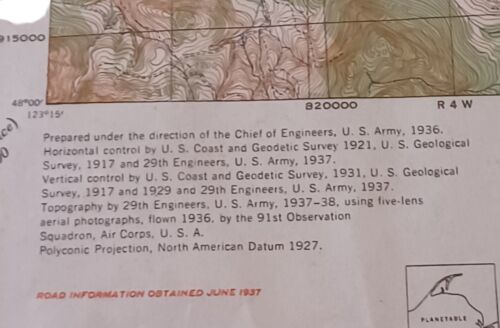 915000
48°00'
123°15'
820000
R 4 W
Prepared under the direction of the Chief of Engineers, U. S. Army, 1936.
Horizontal control by U. S. Coast and Geodetic Survey 1921, U. S. Geological
Survey, 1917 and 29th Engineers, U. S. Army, 1937.
Vertical control by U. S. Coast and Geodetic Survey, 1931, U. S. Geological
Survey, 1917 and 1929 and 29th Engineers, U. S. Army, 1937.
Topography by 29th Engineers, U. S. Army, 1937-38, using five-lens
aerial photographs, flown 1936, by the 91st Observation
Squadron, Air Corps, U. S. A.
Polyconic Projection, North American Datum 1927.
ROAD INFORMATION OBTAINED JUNE 1937
PLANETABLE